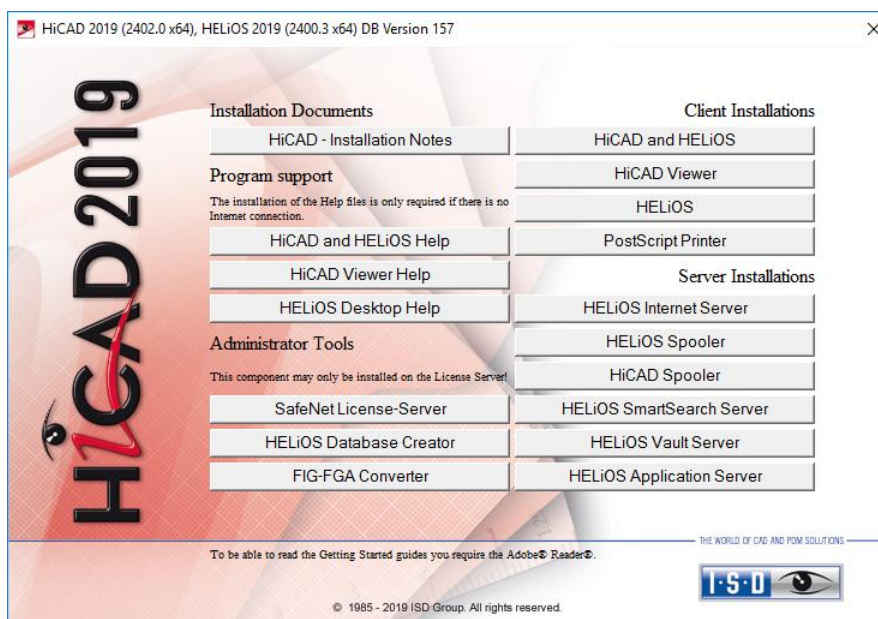 HiCAD 2019 (2402.0 x64), HELiOS 2019 (2400.3 x64) DB Version 157
HiCAD 2019
Installation Documents
HiCAD - Installation Notes
Program support
The installation of the Help files is only required if there is no
Internet connection.
HiCAD and HELiOS Help
HiCAD Viewer Help
HELiOS Desktop Help
Administrator Tools
This component may only be installed on the License Server!
SafeNet License-Server
HELiOS Database Creator
FIG-FGA Converter
Client Installations
HiCAD and HELiOS
HiCAD Viewer
HELiOS
PostScript Printer
Server Installations
HELiOS Internet Server
HELiOS Spooler
HiCAD Spooler
HELiOS SmartSearch Server
HELiOS Vault Server
HELiOS Application Server
THE WORLD OF CAD AND PDM SOLUTIONS
To be able to read the Getting Started guides you require the Adobe® Reader®.
I·S·D
© 1985 - 2019 ISD Group. All rights reserved.